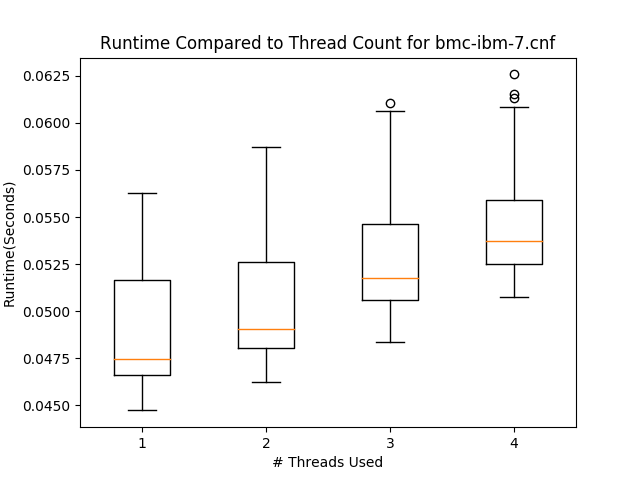 Runtime Compared to Thread Count for bmc-ibm-7.cnf
Runtime(Seconds)
0.0625
0.0600
0.0575
0.0550
0.0525
0.0500
0.0475
0.0450
1 2 3 4
# Threads Used